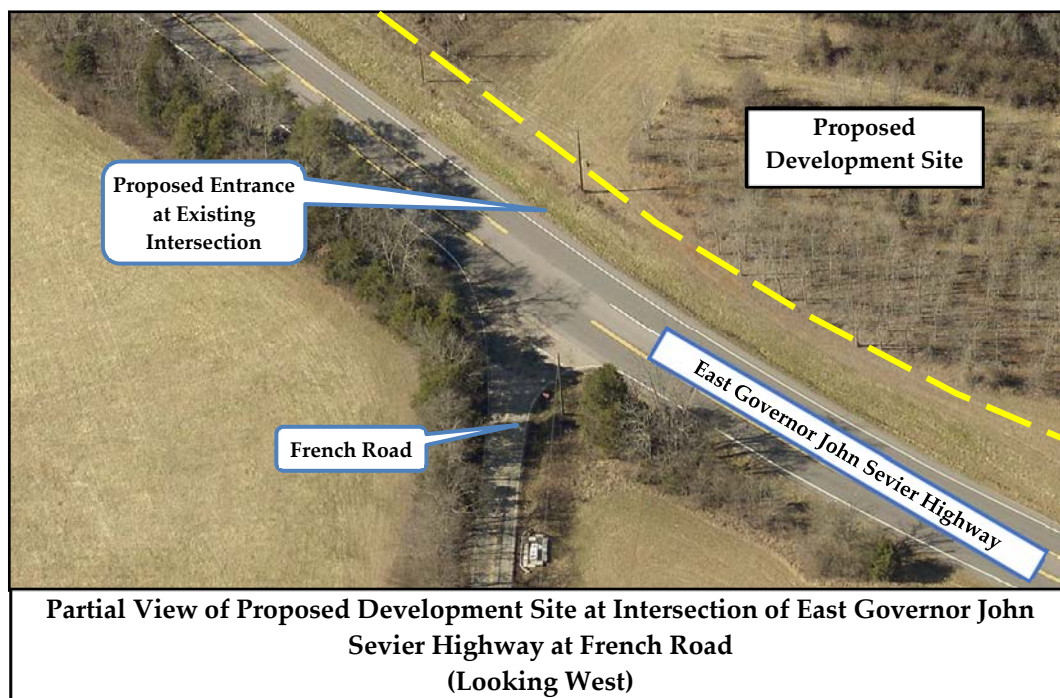 Proposed
Development Site
Proposed Entrance
at Existing
Intersection
French Road
East Governor John Sevier Highway
Partial View of Proposed Development Site at Intersection of East Governor John
Sevier Highway at French Road
(Looking West)